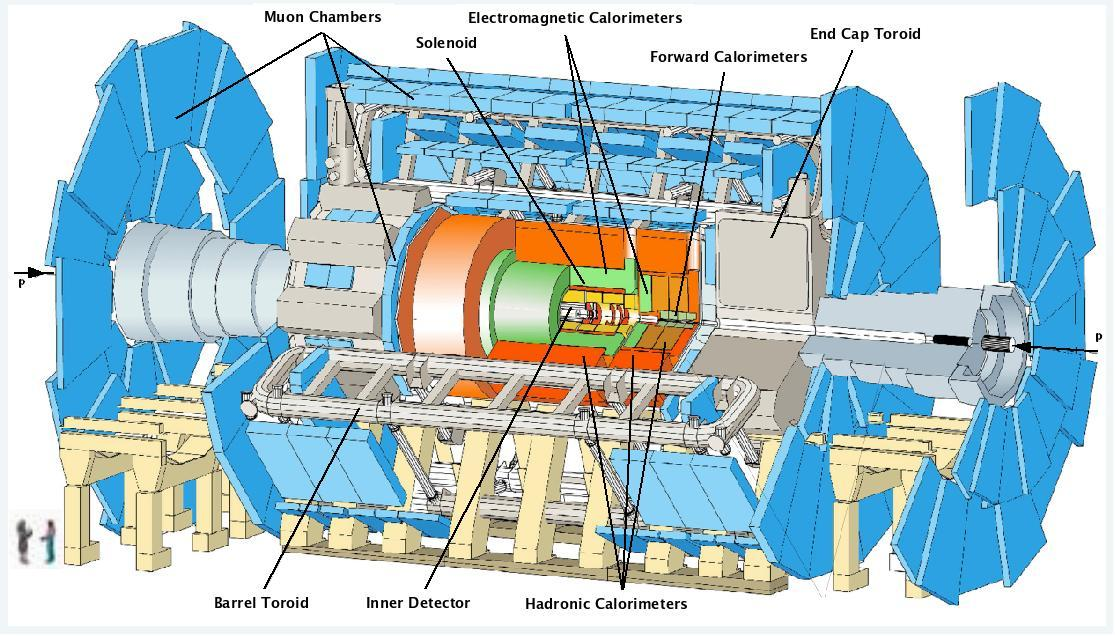 Muon Chambers
Electromagnetic Calorimeters
Solenoid
Forward Calorimeters
End Cap Toroid
P
P
Barrel Toroid
Inner Detector
Hadronic Calorimeters